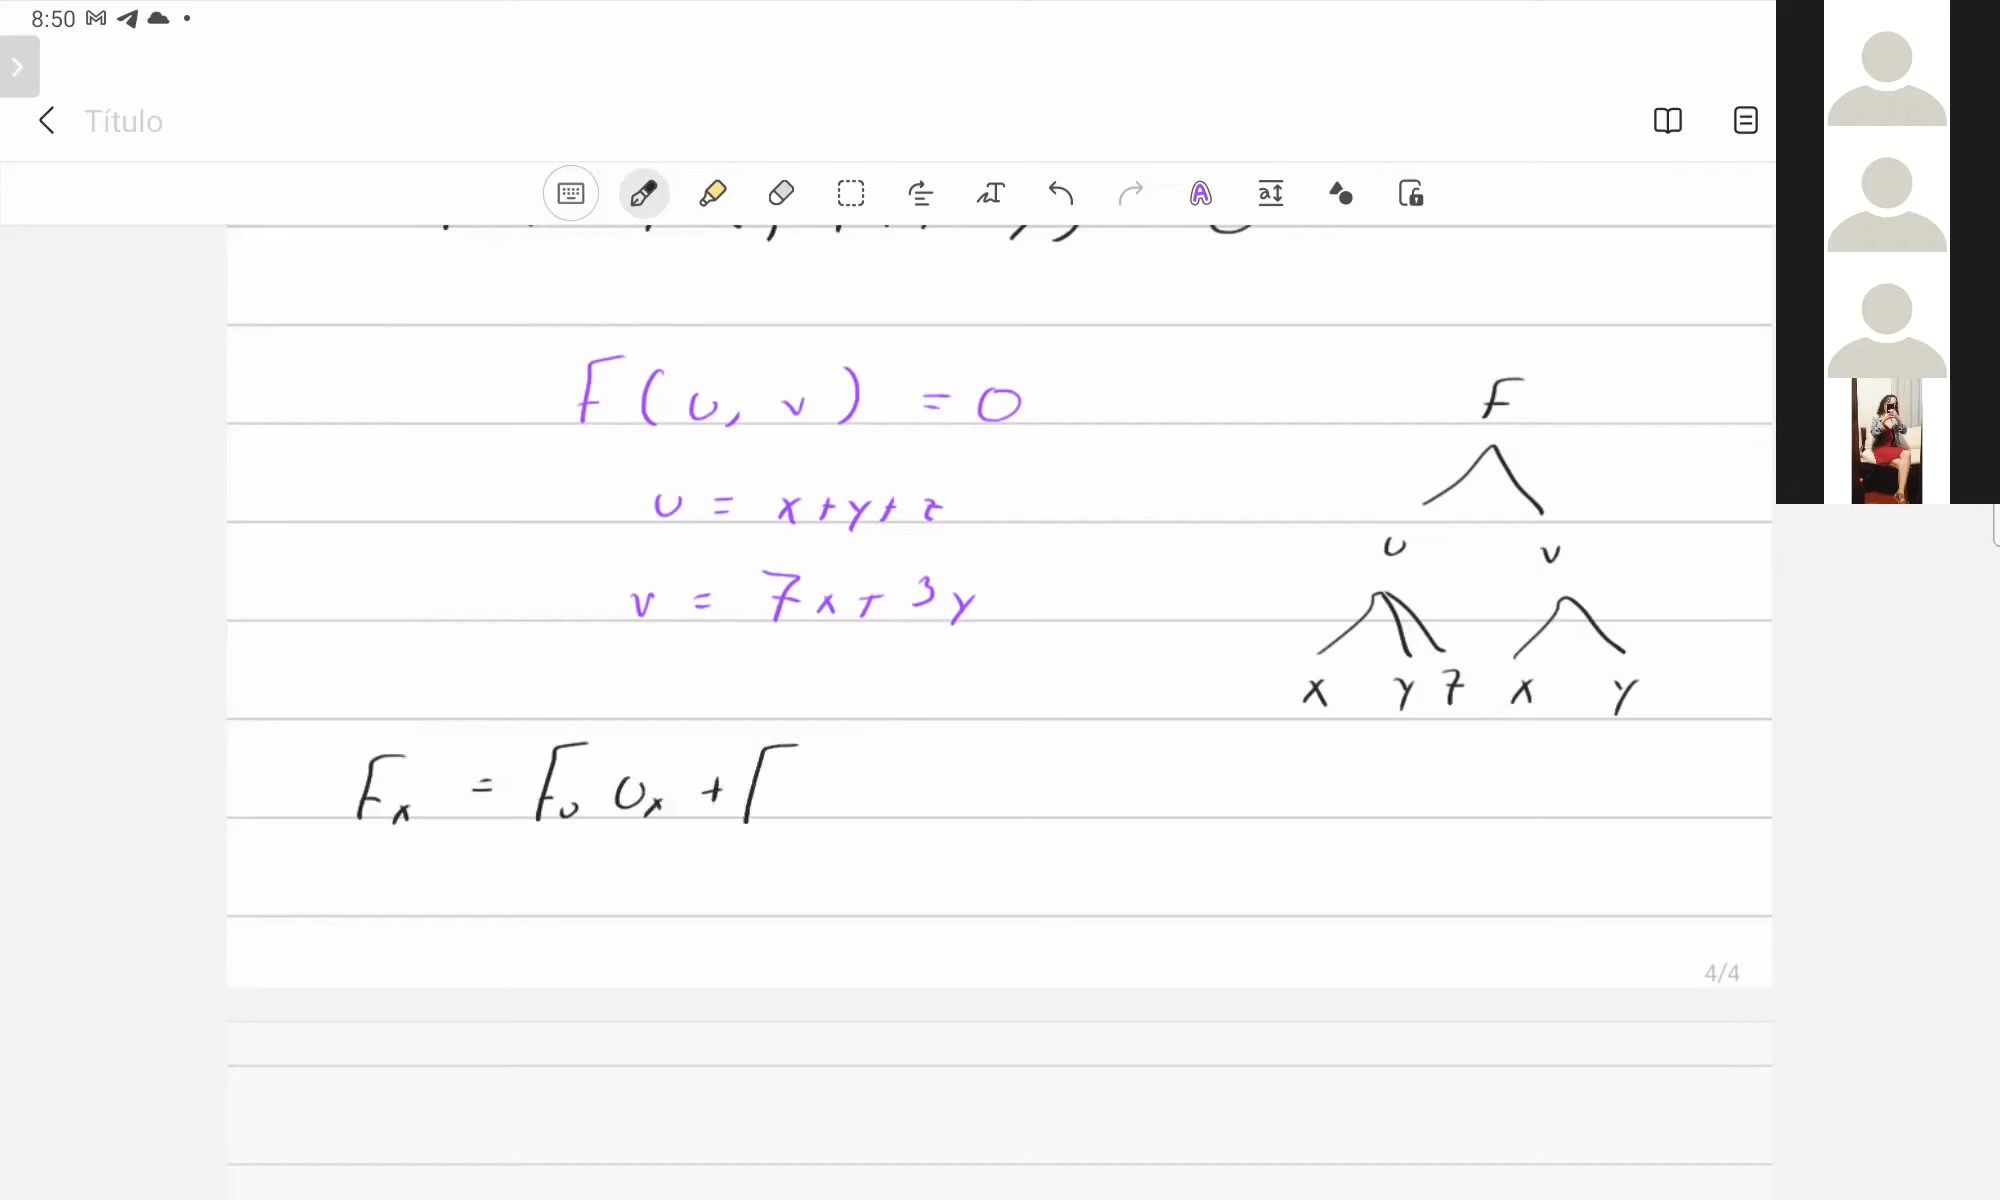 8:50
Título
F(u, v) = 0
u = x+y+z
v = 7x+3y
F
u v
x y z x y
Fx = Fu ux + F
4/4